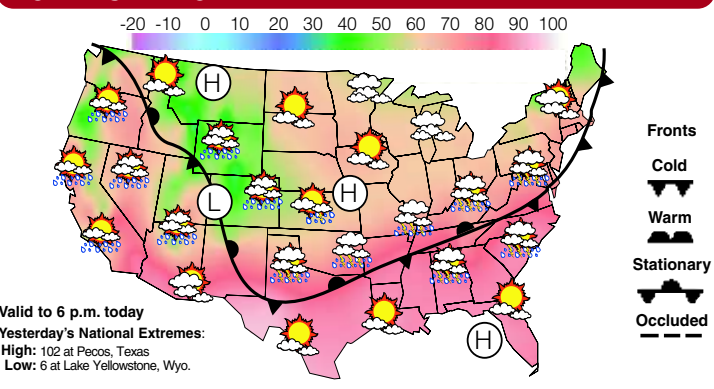 -20 -10 0 10 20 30 40 50 60 70 80 90 100
H
H
L
H
Fronts
Cold
Warm
Stationary
Occluded
Valid to 6 p.m. today
Yesterday's National Extremes:
High: 102 at Pecos, Texas
Low: 6 at Lake Yellowstone, Wyo.